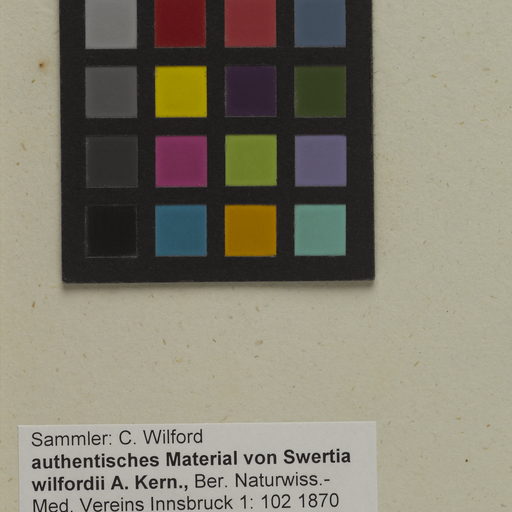 Sammler: C. Wilford
authentisches Material von Swertia
wilfordii A. Kern., Ber. Naturwiss.-
Med. Vereins Innsbruck 1: 102 1870